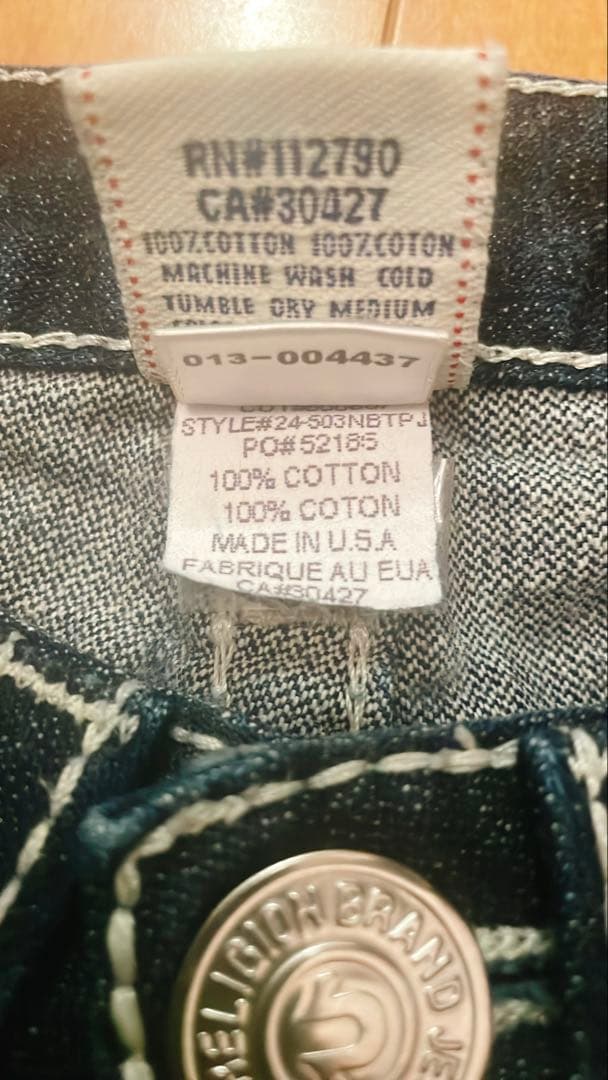 RN#112790
CA#30427
100%COTTON 100%COTON
MACHINE WASH COLD
TUMBLE DRY MEDIUM
013-004437
STYLE#24-503NBTPJ
PO#52185
100% COTTON
100% COTON
MADE IN U.S.A
FABRIQUE AU EUA
CA#30427
RELIGION BRAND JE